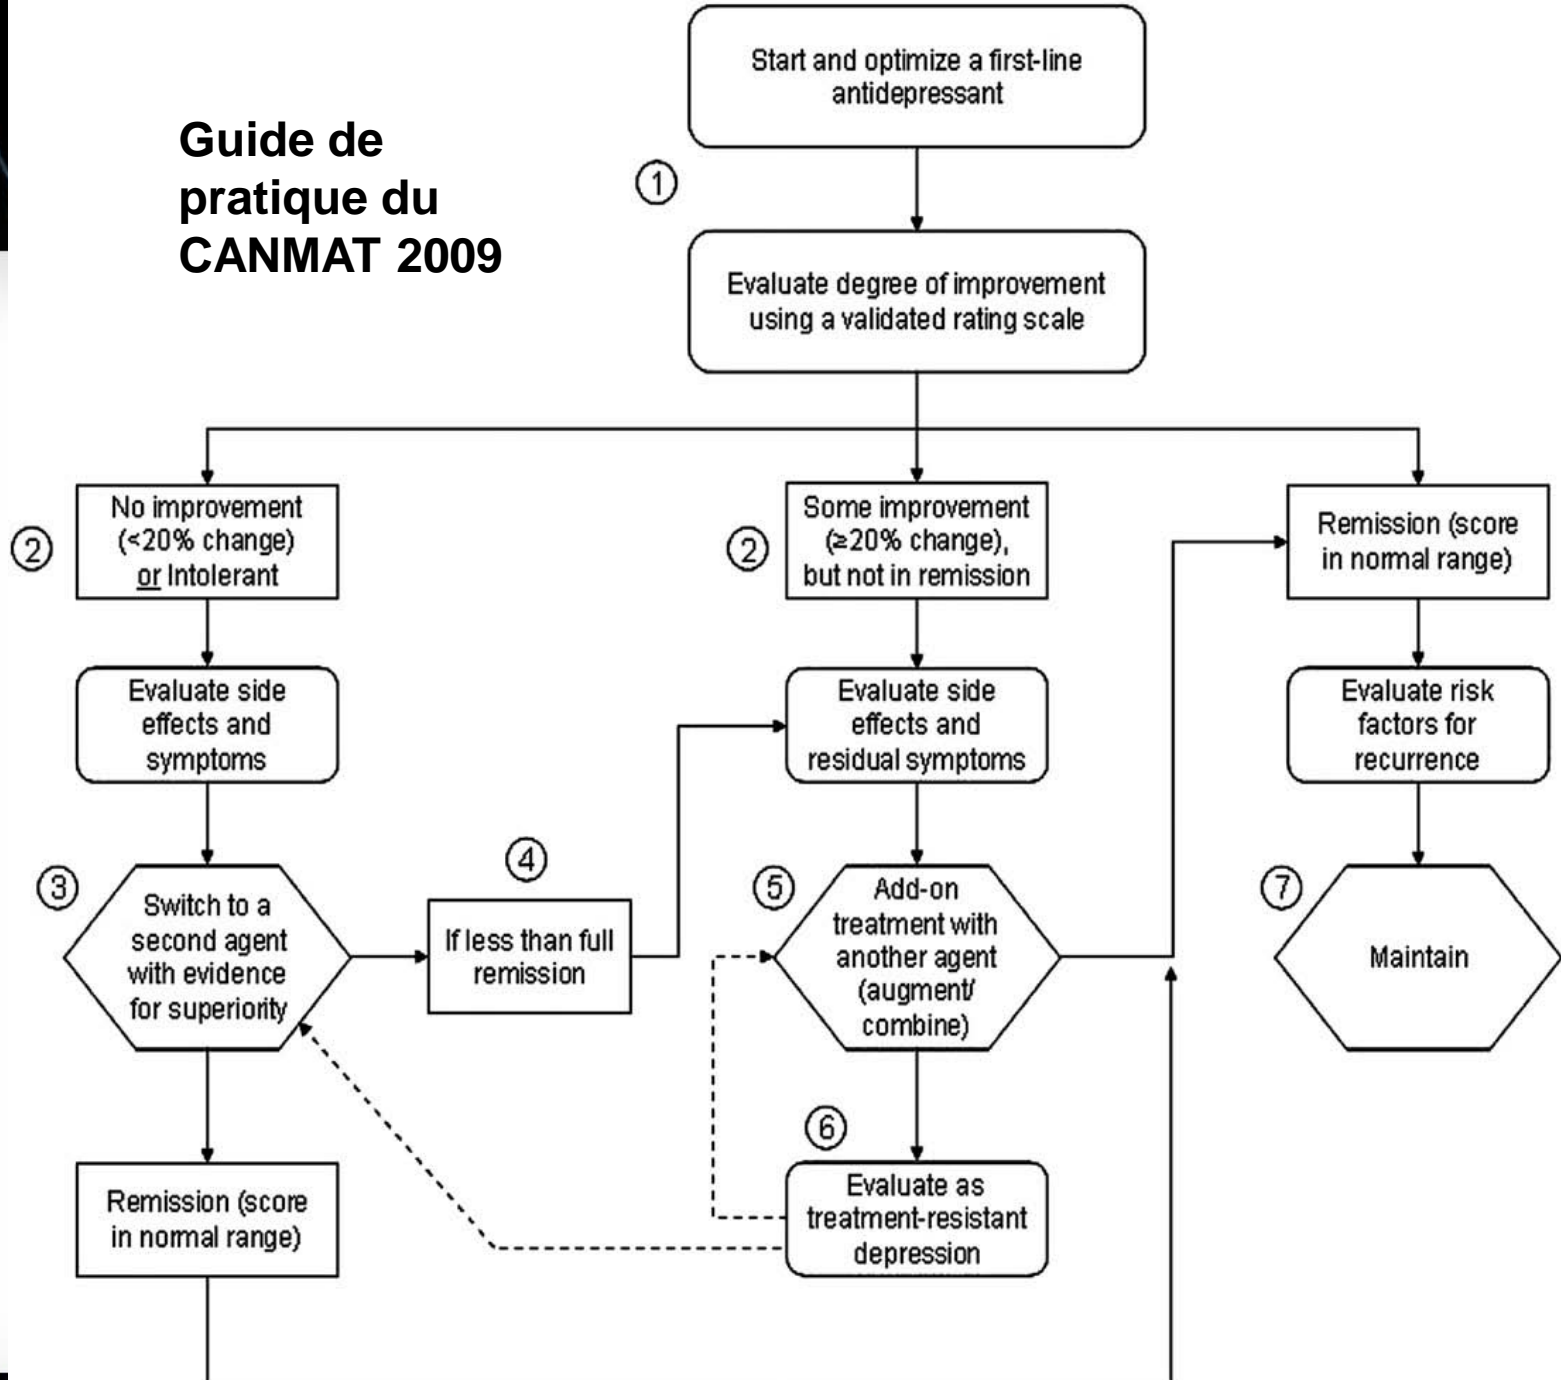 Guide de
pratique du
CANMAT 2009
Start and optimize a first-line
antidepressant
1
Evaluate degree of improvement
using a validated rating scale
2
No improvement
(<20% change)
or Intolerant
2
Some improvement
(≥20% change),
but not in remission
Remission (score
in normal range)
Evaluate side
effects and
symptoms
Evaluate side
effects and
residual symptoms
Evaluate risk
factors for
recurrence
3
Switch to a
second agent
with evidence
for superiority
4
If less than full
remission
5
Add-on
treatment with
another agent
(augment/
combine)
7
Maintain
6
Evaluate as
treatment-resistant
depression
Remission (score
in normal range)